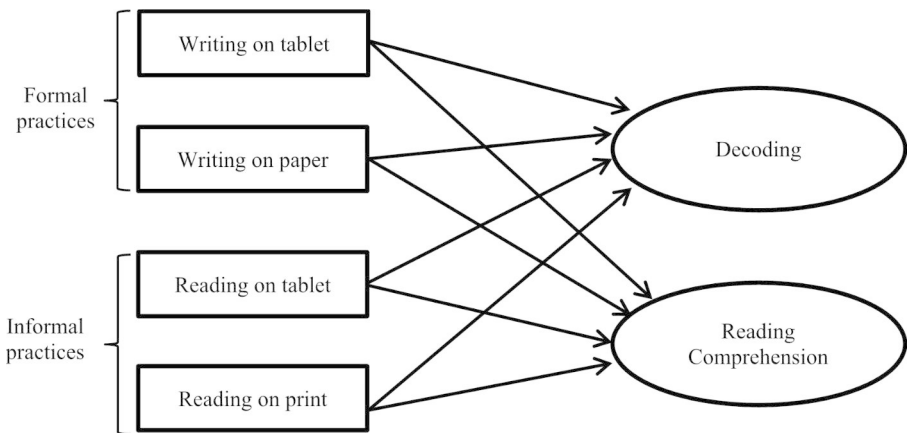 Formal
practices
Writing on tablet
Writing on paper
Informal
practices
Reading on tablet
Reading on print
Decoding
Reading
Comprehension